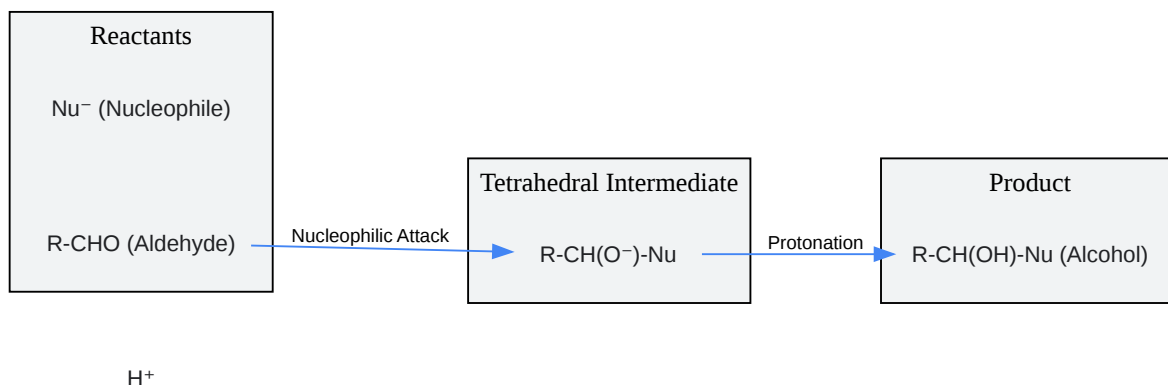 Reactants
Nu⁻ (Nucleophile)
R-CHO (Aldehyde)
Nucleophilic Attack
Tetrahedral Intermediate
R-CH(O⁻)-Nu
Protonation
Product
R-CH(OH)-Nu (Alcohol)
H⁺